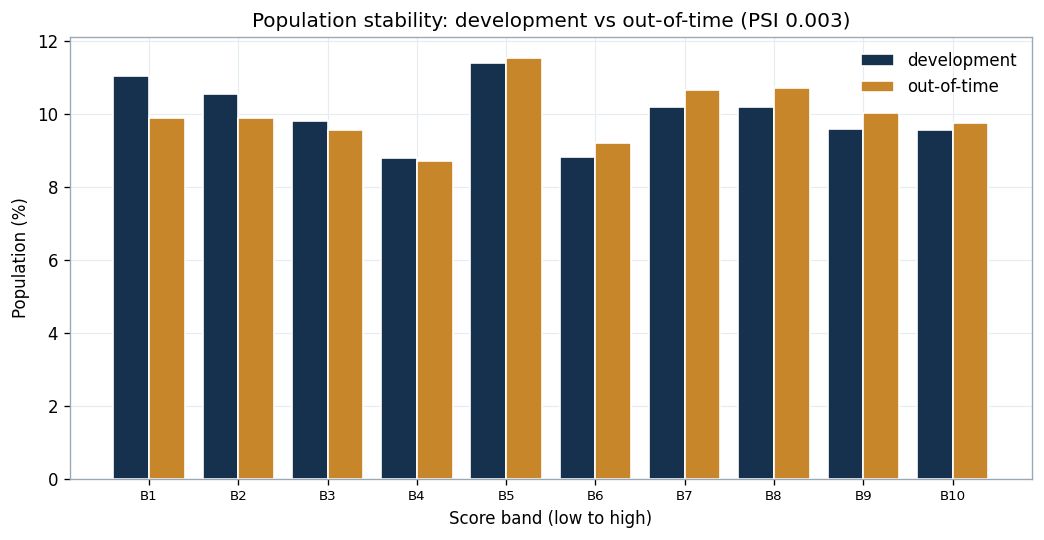 Population stability: development vs out-of-time (PSI 0.003)
development
out-of-time
Population (%)
12
10
8
6
4
2
0
B1 B2 B3 B4 B5 B6 B7 B8 B9 B10
Score band (low to high)